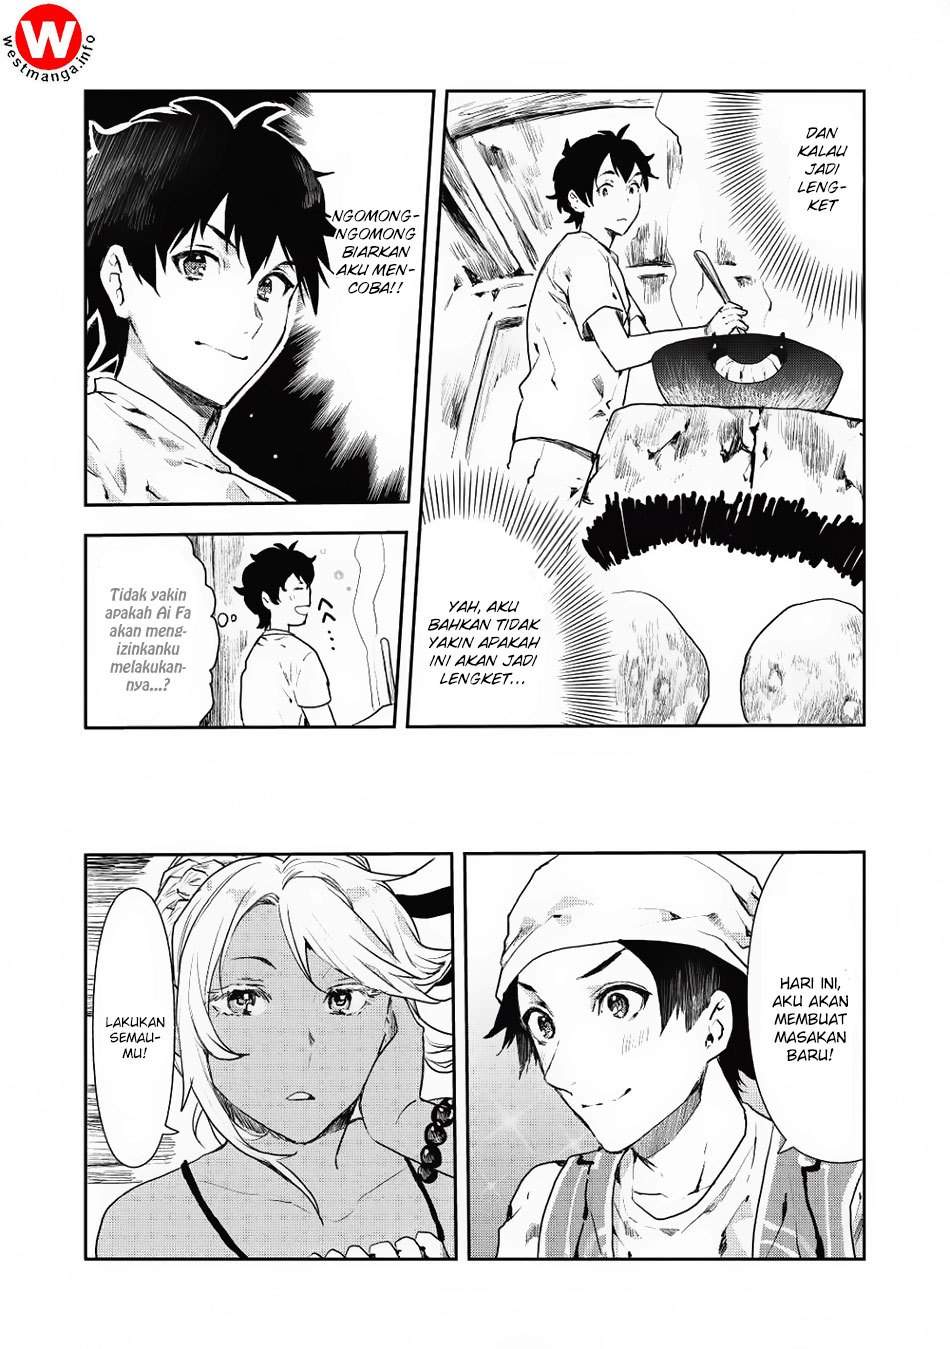 W
westmanga.info
DAN
KALAU
JADI
LENG-
KET
YAH, AKU
BAHKAN TIDAK
YAKIN APAKAH
INI AKAN JADI
LENGKET...
NGOMONG-
NGOMONG
BIARKAN
AKU MEN-
COBA!!
Tidak yakin
apakah Ai Fa
akan meng-
izinkanku
melakukan-
nya...?
HARI INI,
AKU AKAN
MEMBUAT
MASAKAN
BARU!
LAKUKAN
SEMAU-
MU!